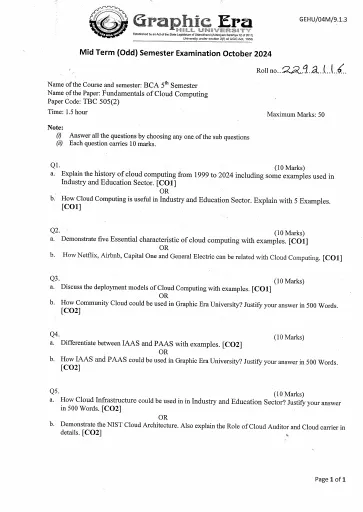 Graphic Era
HILL UNIVERSITY
GEHU/04M/9.1.3
Mid Term (Odd) Semester Examination October 2024
Roll no. 2292116
Name of the Course and semester: BCA 5th Semester
Name of the Paper: Fundamentals of Cloud Computing
Paper Code: TBC 505(2)
Time: 1.5 hour
Maximum Marks: 50
Note:
(i) Answer all the questions by choosing any one of the sub questions
(ii) Each question carries 10 marks.
Q1.
(10 Marks)
a. Explain the history of cloud computing from 1999 to 2024 including some examples used in
Industry and Education Sector. [CO1]
OR
b. How Cloud Computing is useful in Industry and Education Sector. Explain with 5 Examples.
[CO1]
Q2.
(10 Marks)
a. Demonstrate five Essential characteristic of cloud computing with examples. [CO1]
OR
b. How Netflix, Airbnb, Capital One and General Electric can be related with Cloud Computing. [CO1]
Q3.
(10 Marks)
a. Discuss the deployment models of Cloud Computing with examples. [CO1]
OR
b. How Community Cloud could be used in Graphic Era University? Justify your answer in 500 Words.
[CO2]
Q4.
(10 Marks)
a. Differentiate between IAAS and PAAS with examples. [CO2]
OR
b. How IAAS and PAAS could be used in Graphic Era University? Justify your answer in 500 Words.
[CO2]
Q5.
(10 Marks)
a. How Cloud Infrastructure could be used in in Industry and Education Sector? Justify your answer
in 500 Words. [CO2]
OR
b. Demonstrate the NIST Cloud Architecture. Also explain the Role of Cloud Auditor and Cloud carrier in
details. [CO2]
Page 1 of 1